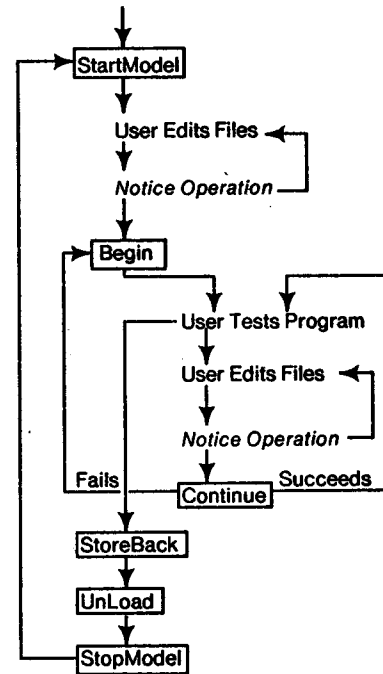 StartModel
User Edits Files
Notice Operation
Begin
User Tests Program
User Edits Files
Notice Operation
Fails
Continue
Succeeds
StoreBack
UnLoad
StopModel